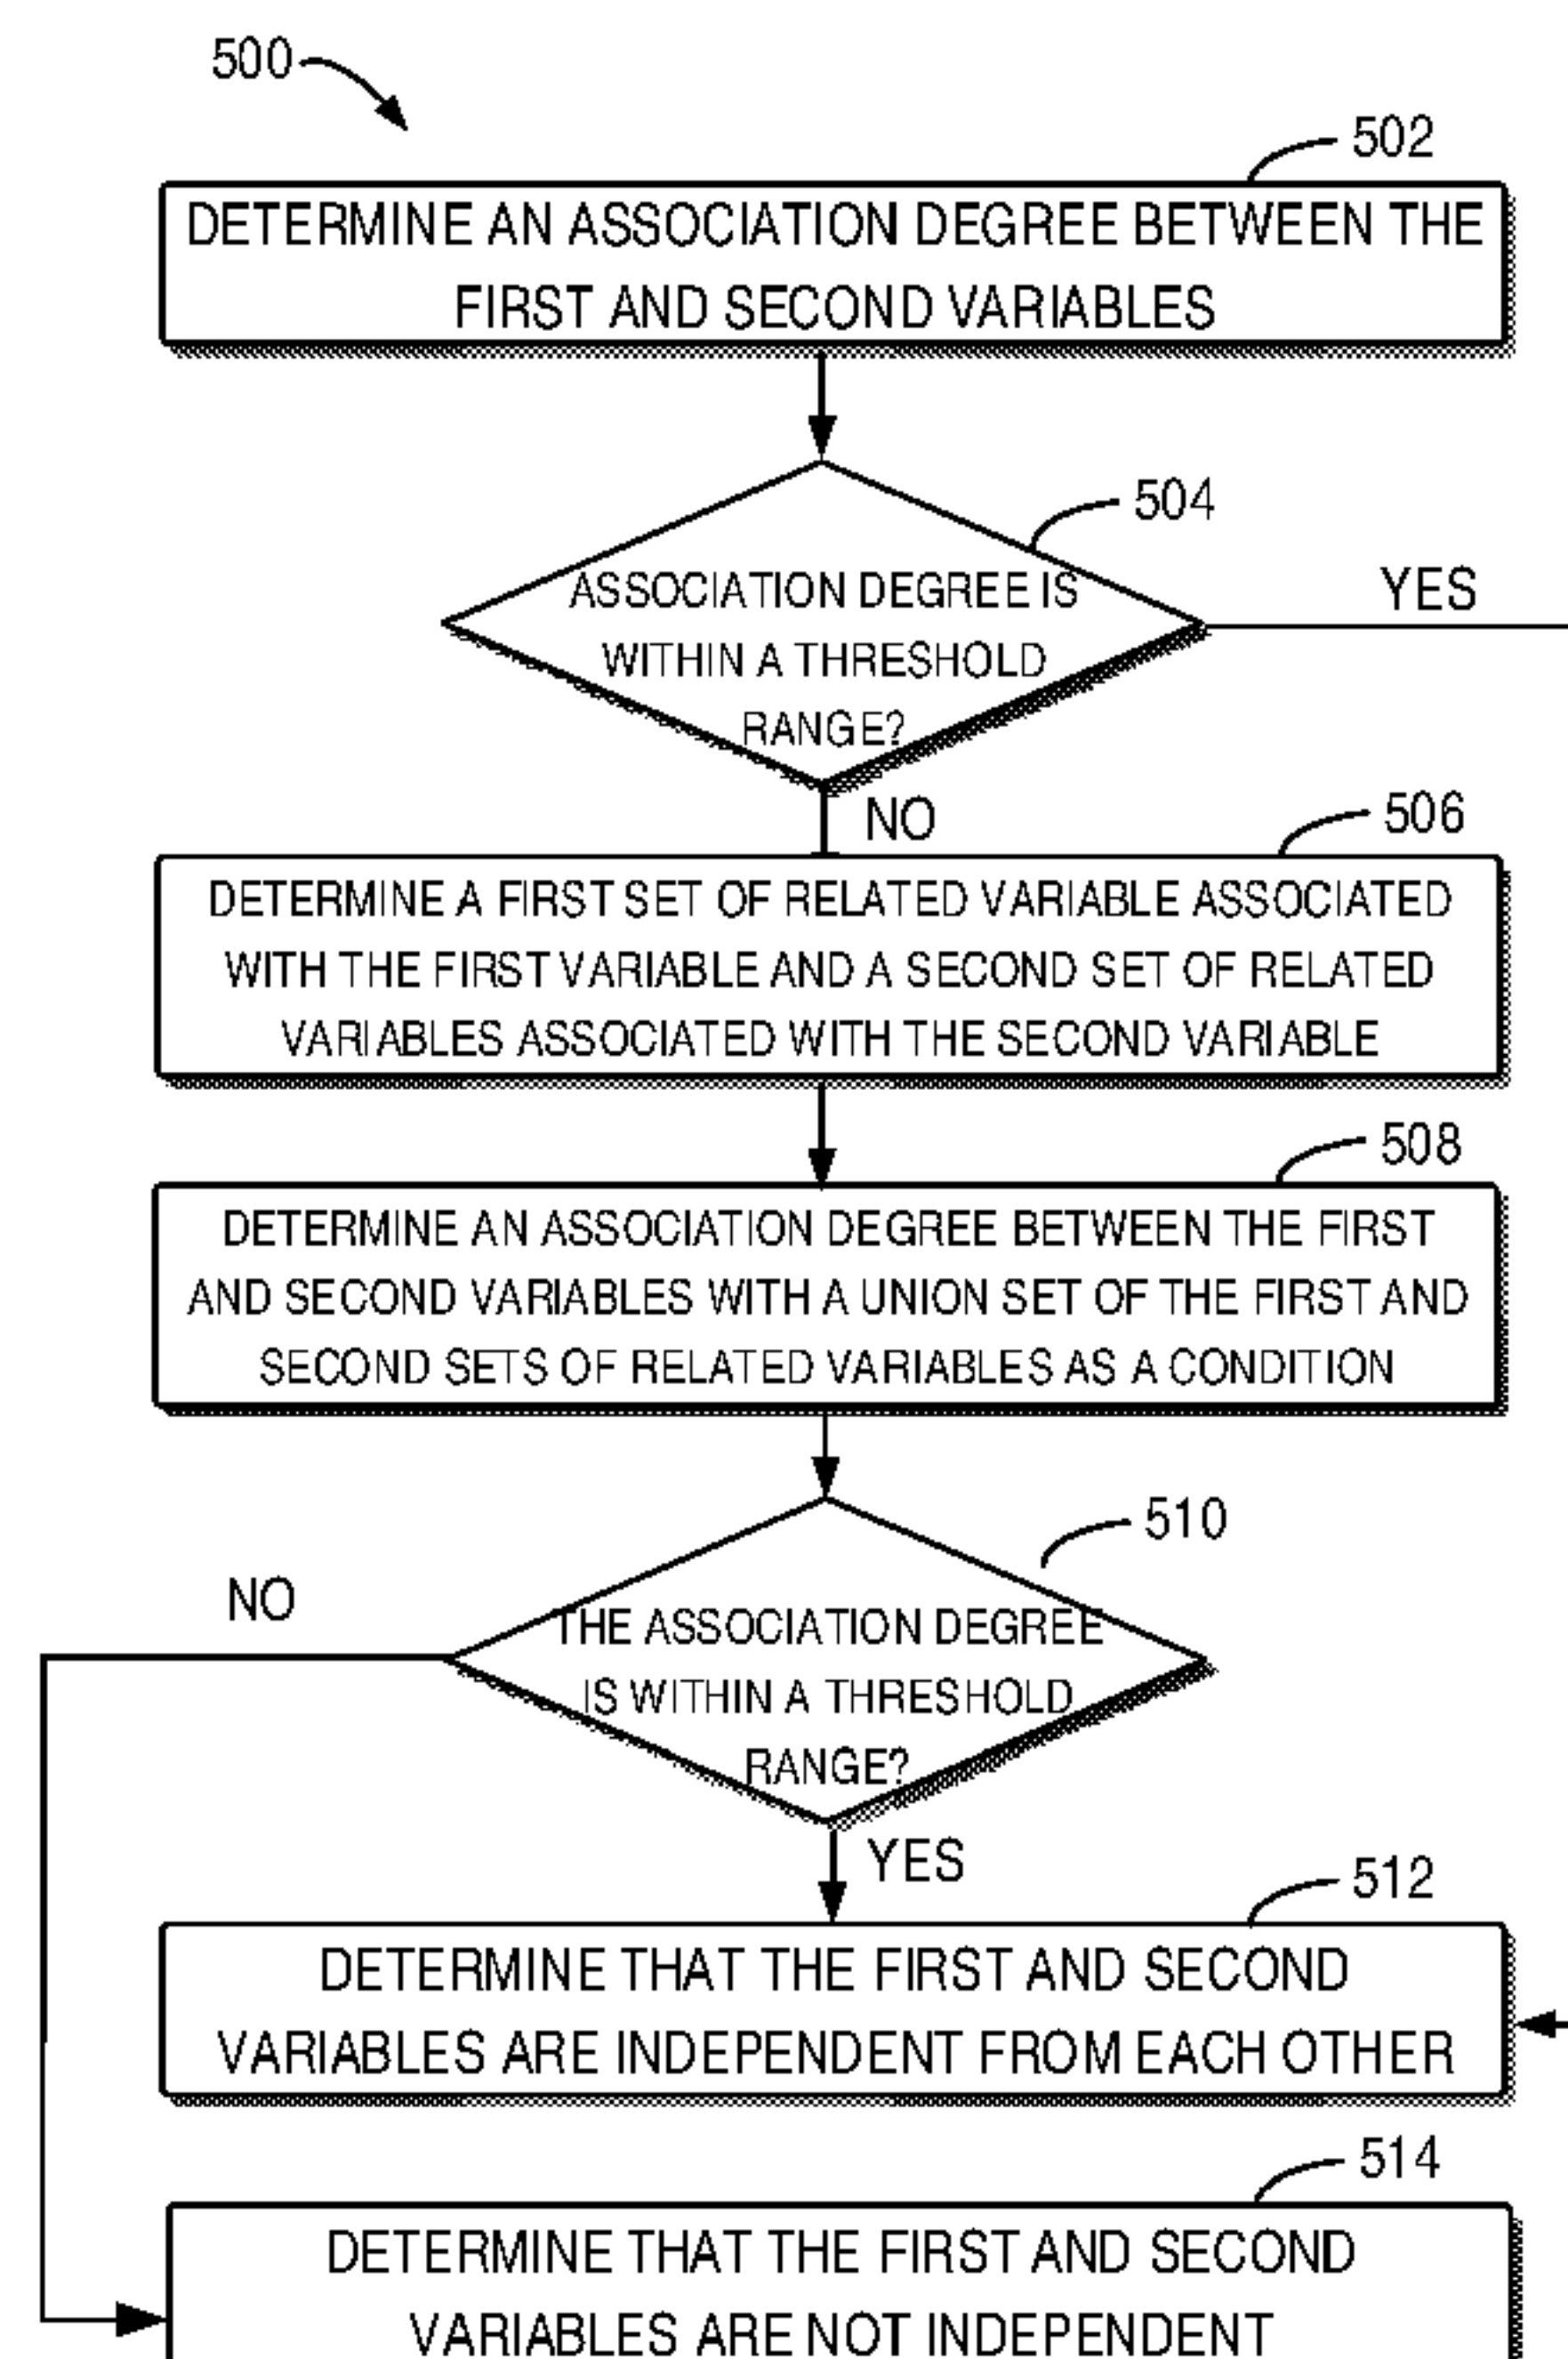 500
502
DETERMINE AN ASSOCIATION DEGREE BETWEEN THE
FIRST AND SECOND VARIABLES
504
ASSOCIATION DEGREE IS
WITHIN A THRESHOLD
RANGE?
YES
NO
506
DETERMINE A FIRST SET OF RELATED VARIABLE ASSOCIATED
WITH THE FIRST VARIABLE AND A SECOND SET OF RELATED
VARIABLES ASSOCIATED WITH THE SECOND VARIABLE
508
DETERMINE AN ASSOCIATION DEGREE BETWEEN THE FIRST
AND SECOND VARIABLES WITH A UNION SET OF THE FIRST AND
SECOND SETS OF RELATED VARIABLES AS A CONDITION
510
NO
THE ASSOCIATION DEGREE
IS WITHIN A THRESHOLD
RANGE?
YES
512
DETERMINE THAT THE FIRST AND SECOND
VARIABLES ARE INDEPENDENT FROM EACH OTHER
514
DETERMINE THAT THE FIRST AND SECOND
VARIABLES ARE NOT INDEPENDENT